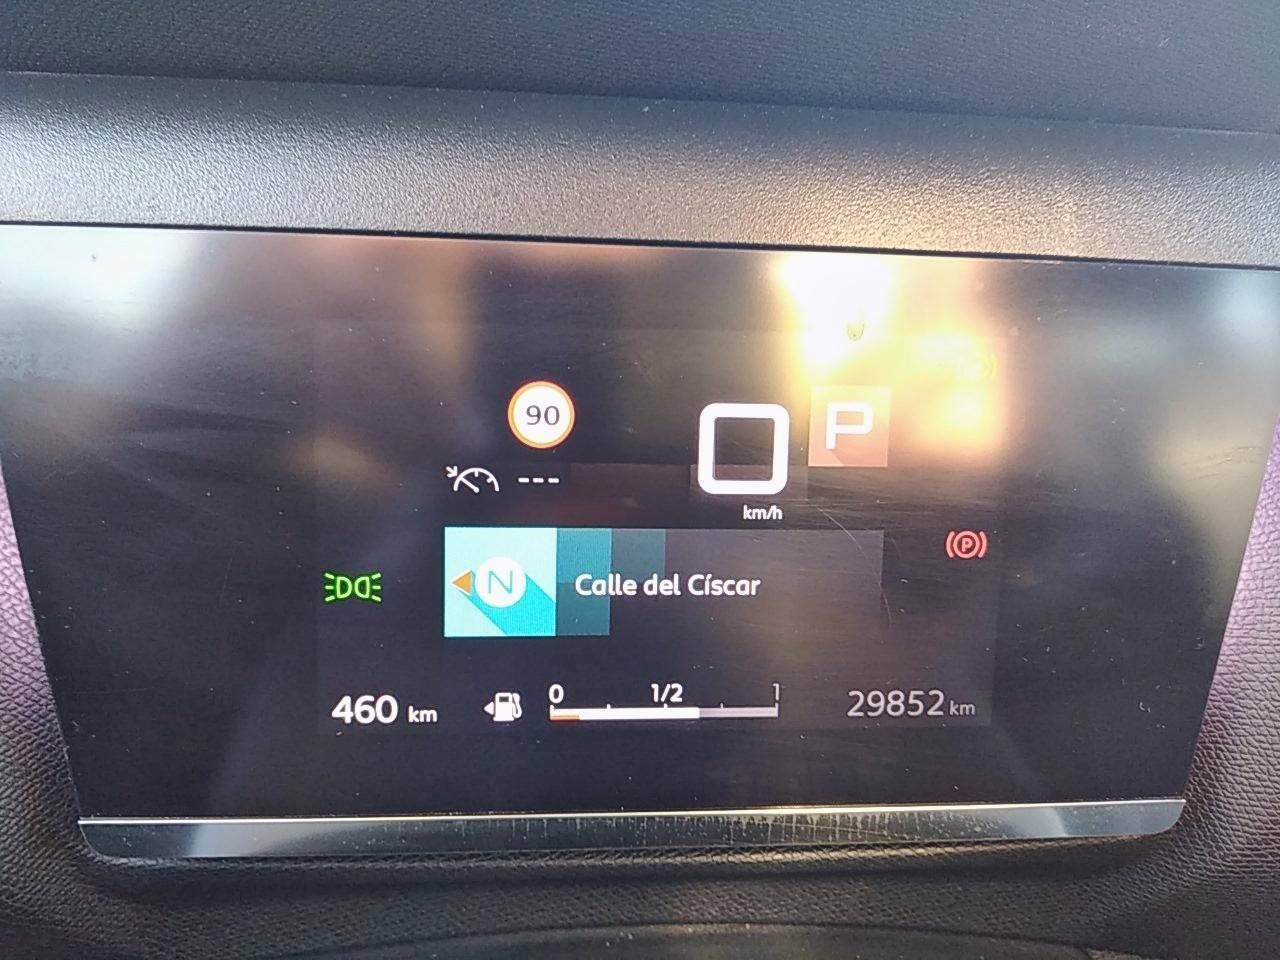 90
---
0 P
km/h
(P)
N Calle del Císcar
460 km
0 1/2 1
29852 km